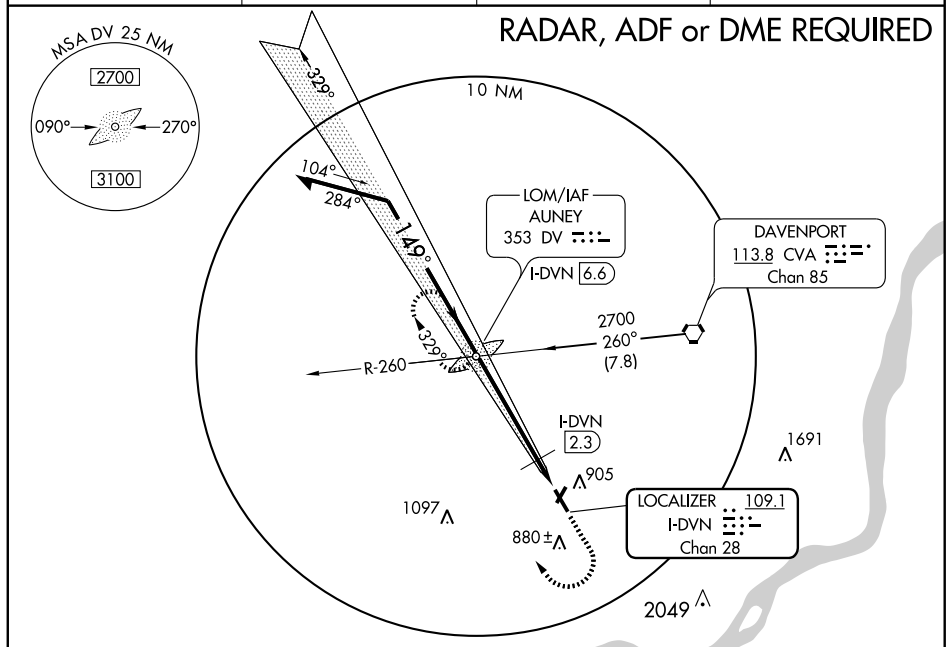 RADAR, ADF or DME REQUIRED
MSA DV 25 NM
2700
090°
270°
3100
10 NM
329°
104°
284°
149°
LOM/IAF
AUNEY
353 DV
I-DVN 6.6
DAVENPORT
113.8 CVA
Chan 85
2700
260°
(7.8)
329°
R-260
I-DVN
2.3
1691
905
1097
LOCALIZER 109.1
I-DVN
Chan 28
880±
2049